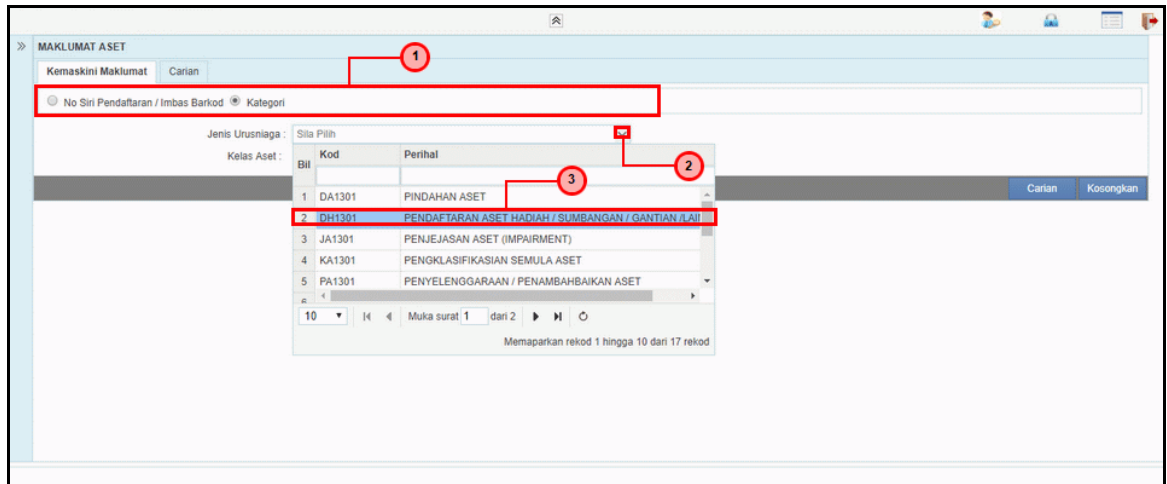 MAKLUMAT ASET
1
Kemaskini Maklumat Carian
No Siri Pendaftaran / Imbas Barkod Kategori
Jenis Urusniaga : Sila Pilih
Kelas Aset :
2
Bil Kod Perihal
3
Carian Kosongkan
1 DA1301 PINDAHAN ASET
2 DH1301 PENDAFTARAN ASET HADIAH / SUMBANGAN / GANTIAN /LAI
3 JA1301 PENJEJASAN ASET (IMPAIRMENT)
4 KA1301 PENGKLASIFIKASIAN SEMULA ASET
5 PA1301 PENYELENGGARAAN / PENAMBAHBAIKAN ASET
6
10 Muka surat 1 dari 2
Memaparkan rekod 1 hingga 10 dari 17 rekod